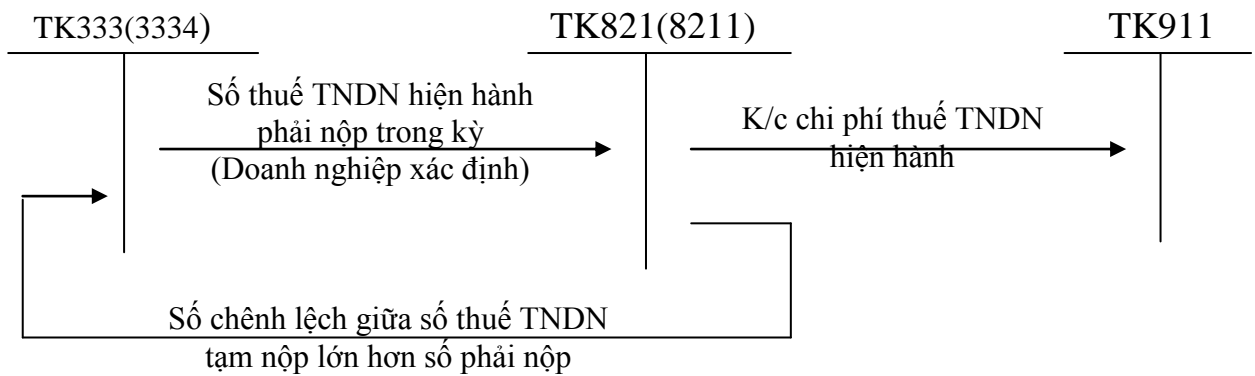 TK333(3334)
TK821(8211)
TK911
Số thuế TNDN hiện hành
phải nộp trong kỳ
(Doanh nghiệp xác định)
K/c chi phí thuế TNDN
hiện hành
Số chênh lệch giữa số thuế TNDN
tạm nộp lớn hơn số phải nộp